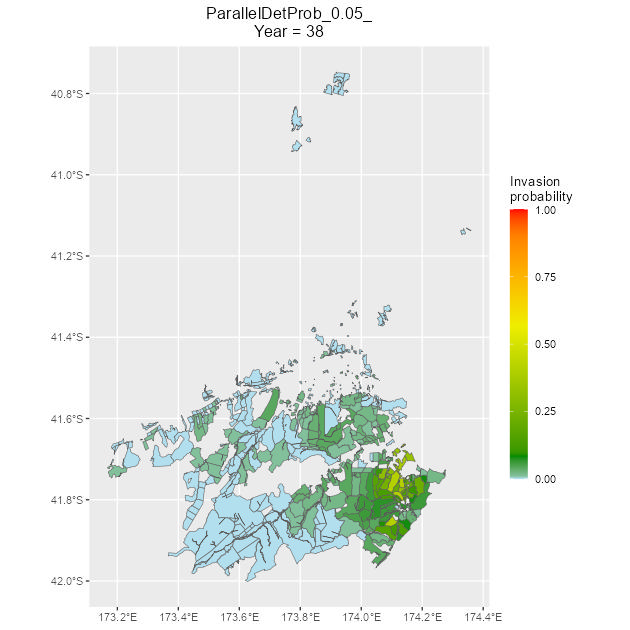 ParallelDetProb_0.05_
Year = 38
40.8°S
41.0°S
41.2°S
41.4°S
41.6°S
41.8°S
42.0°S
173.2°E 173.4°E 173.6°E 173.8°E 174.0°E 174.2°E 174.4°E
Invasion
probability
1.00
0.75
0.50
0.25
0.00